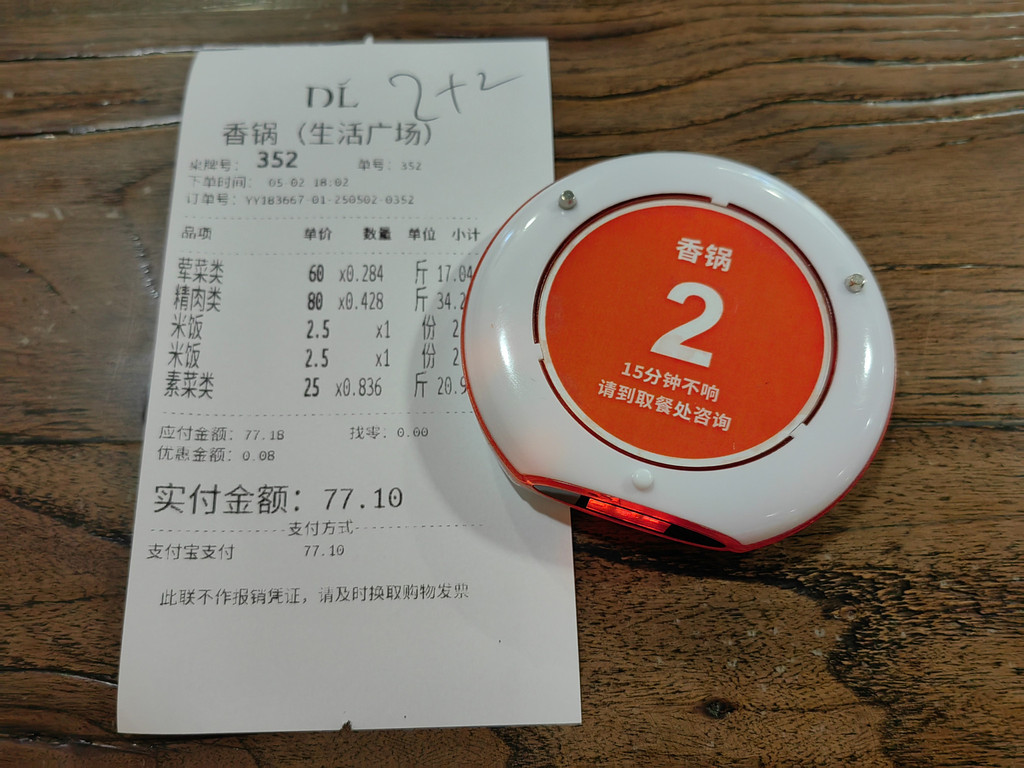 DL 2+2
香锅（生活广场）
桌牌号： 352 单号：352
下单时间： 05-02 18:02
订单号：YY183667 01-250502-0352
品项 单价 数量 单位 小计
荤菜类 60 x0.284 斤 17.04
精肉类 80 x0.428 斤 34.2
米饭 2.5 x1 份 2
米饭 2.5 x1 份 2
素菜类 25 x0.836 斤 20.9
应付金额：77.18 找零：0.00
优惠金额：0.08
实付金额：77.10
支付方式
支付宝支付 77.10
此联不作报销凭证，请及时换取购物发票
香锅
2
15分钟不响
请到取餐处咨询